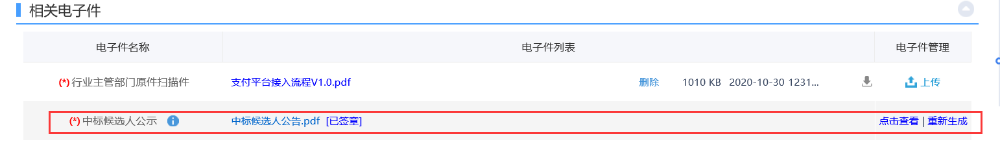 相关电子件
电子件名称 电子件列表 电子件管理
(*)行业主管部门原件扫描件 支付平台接入流程V1.0.pdf 删除 1010 KB 2020-10-30 1231... 上传
(*)中标候选人公示 中标候选人公告.pdf [已签章] 点击查看 | 重新生成